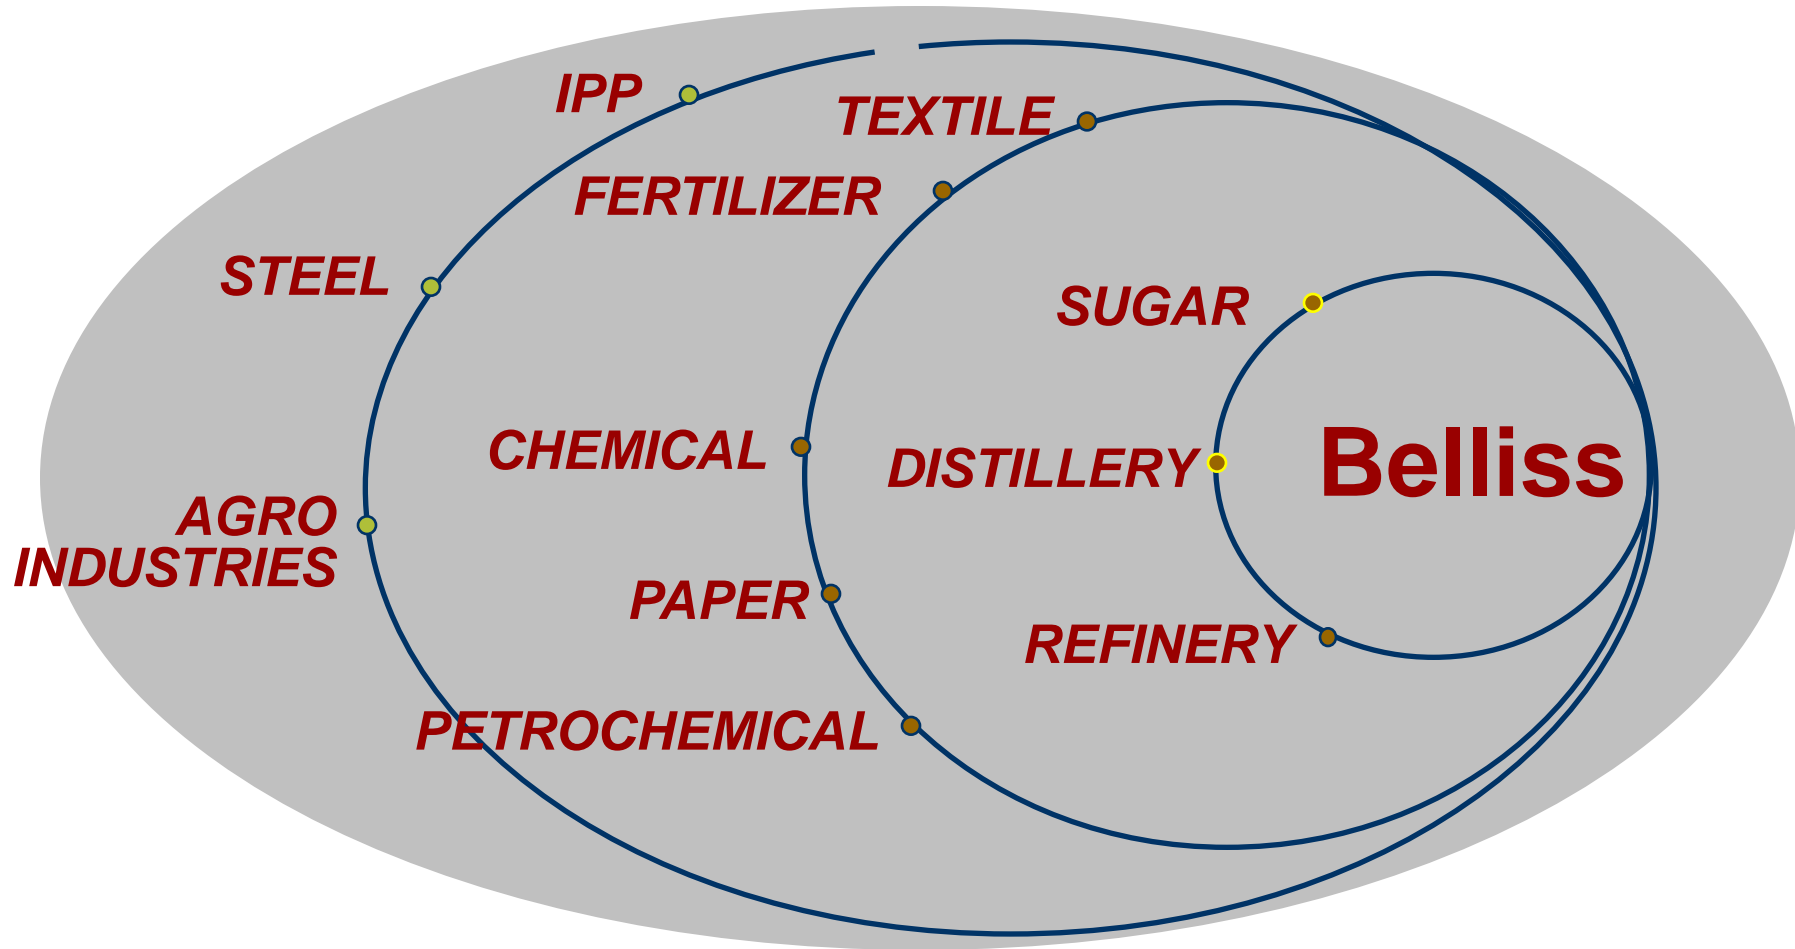 IPP
TEXTILE
FERTILIZER
STEEL
SUGAR
CHEMICAL
DISTILLERY
Belliss
AGRO
INDUSTRIES
PAPER
REFINERY
PETROCHEMICAL